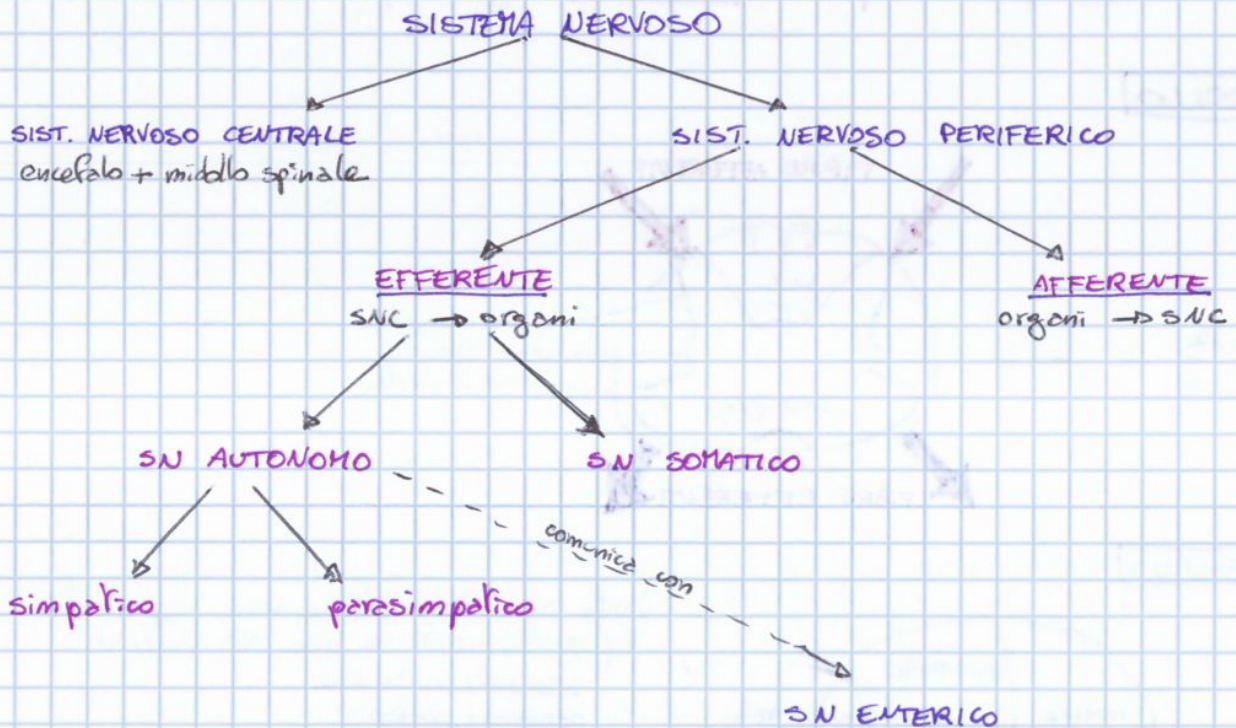 SISTEMA NERVOSO
SIST. NERVOSO CENTRALE
encefalo + midollo spinale
SIST. NERVOSO PERIFERICO
EFFERENTE
SNC → organi
AFFERENTE
organi → SNC
SN AUTONOMO
SN SOMATICO
comunica con
simpatico
parasimpatico
SN ENTERICO